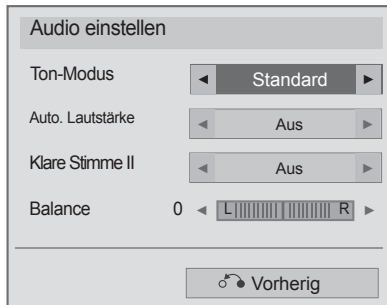 Audio einstellen
Ton-Modus Standard
Auto. Lautstärke Aus
Klare Stimme II Aus
Balance 0 L R
Vorherig